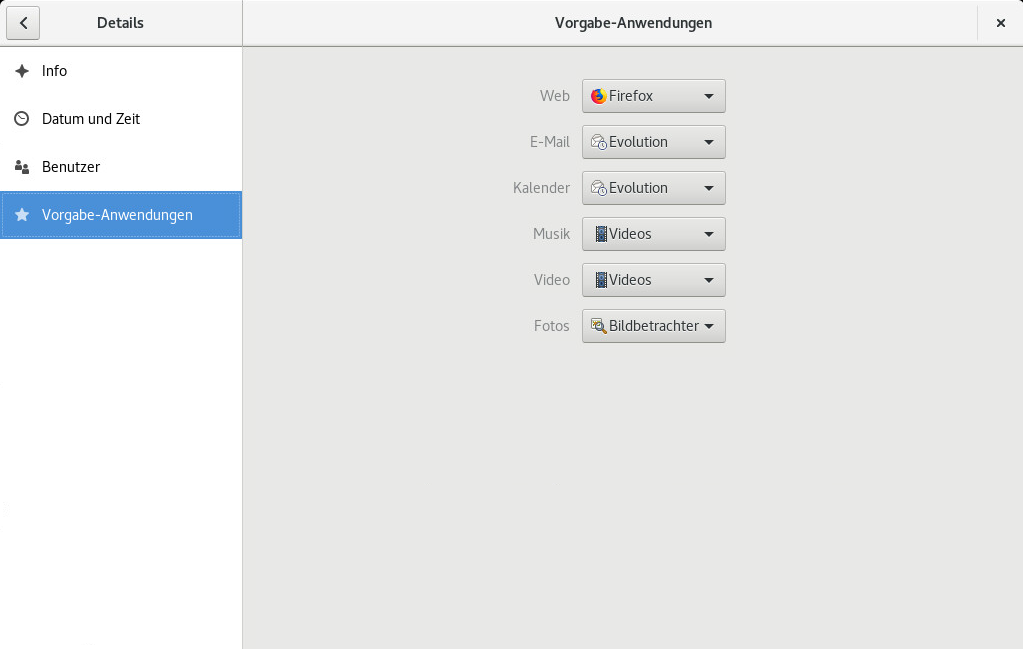 Details
Vorgabe-Anwendungen
Info
Datum und Zeit
Benutzer
Vorgabe-Anwendungen
Web Firefox
E-Mail Evolution
Kalender Evolution
Musik Videos
Video Videos
Fotos Bildbetrachter